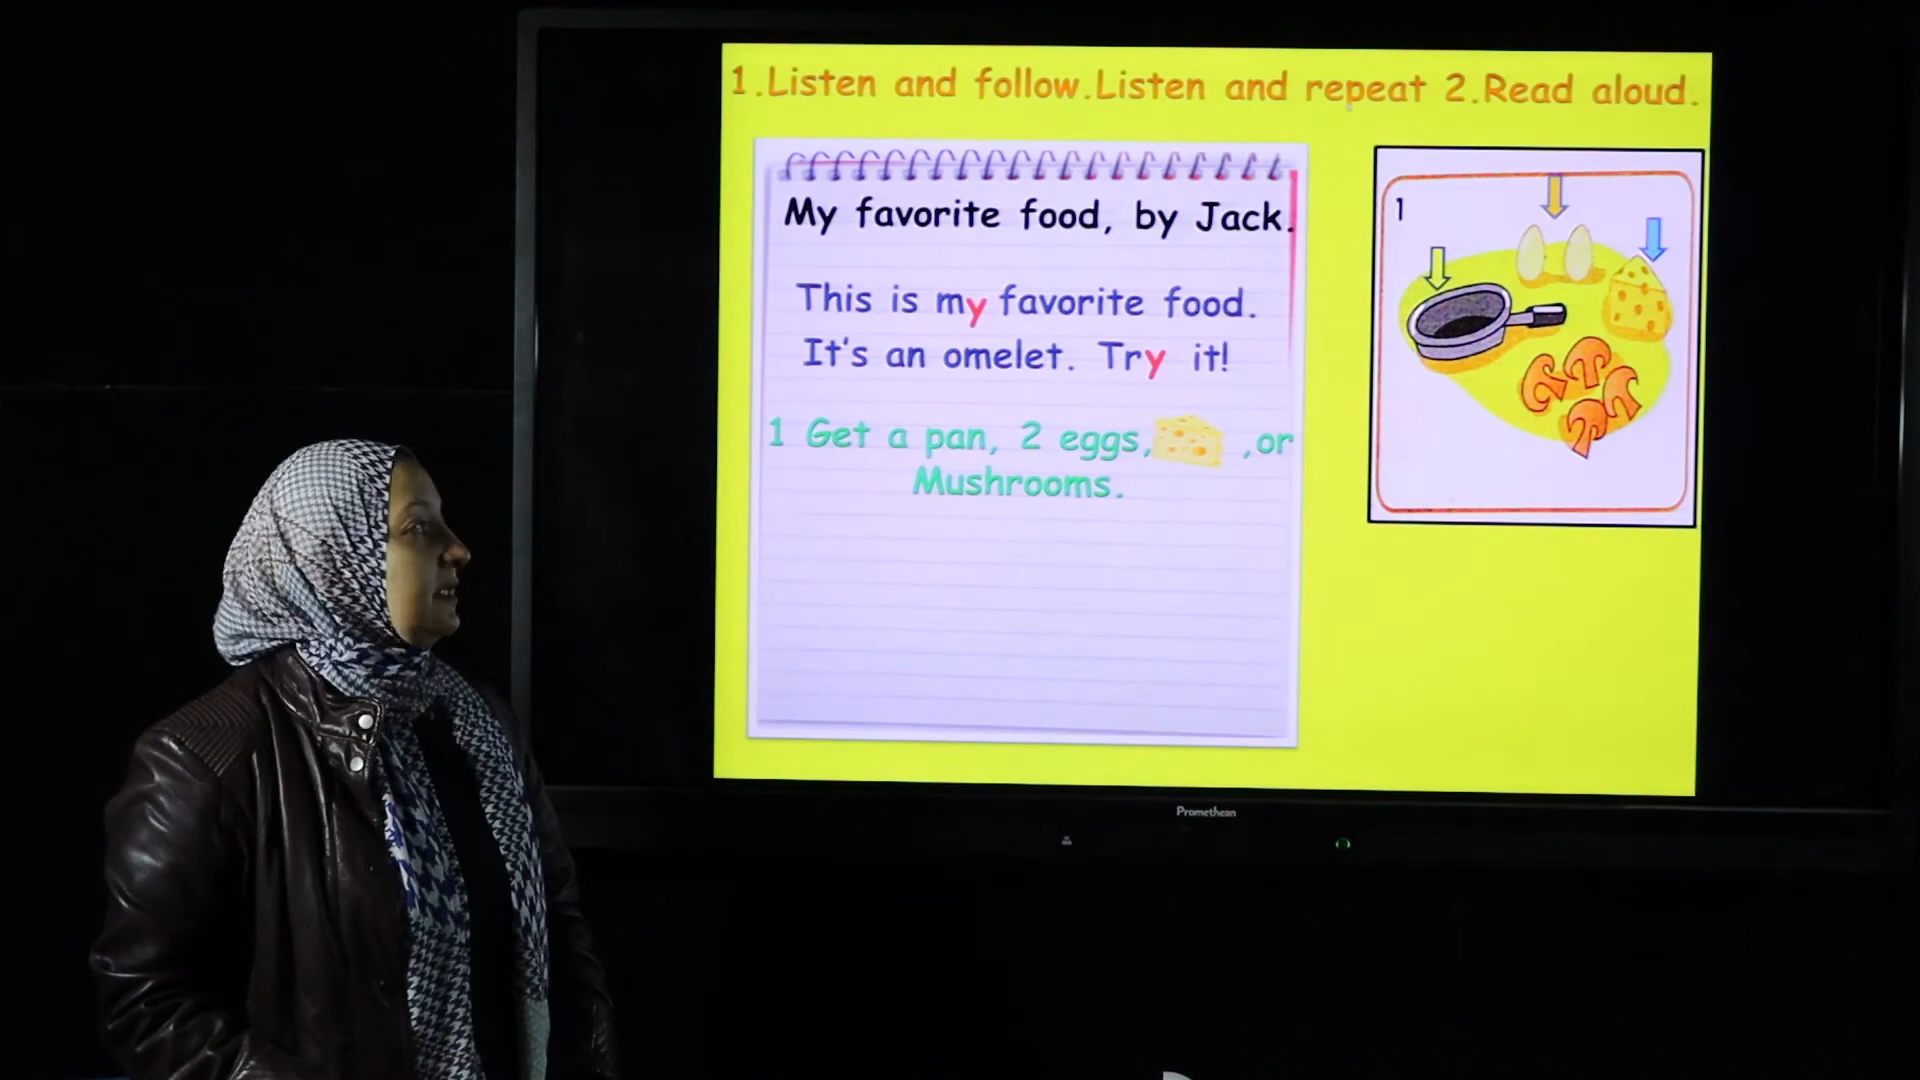 1.Listen and follow.Listen and repeat 2.Read aloud.
My favorite food, by Jack.
This is my favorite food.
It's an omelet. Try it!
1 Get a pan, 2 eggs, ,or
Mushrooms.
1
Promethean